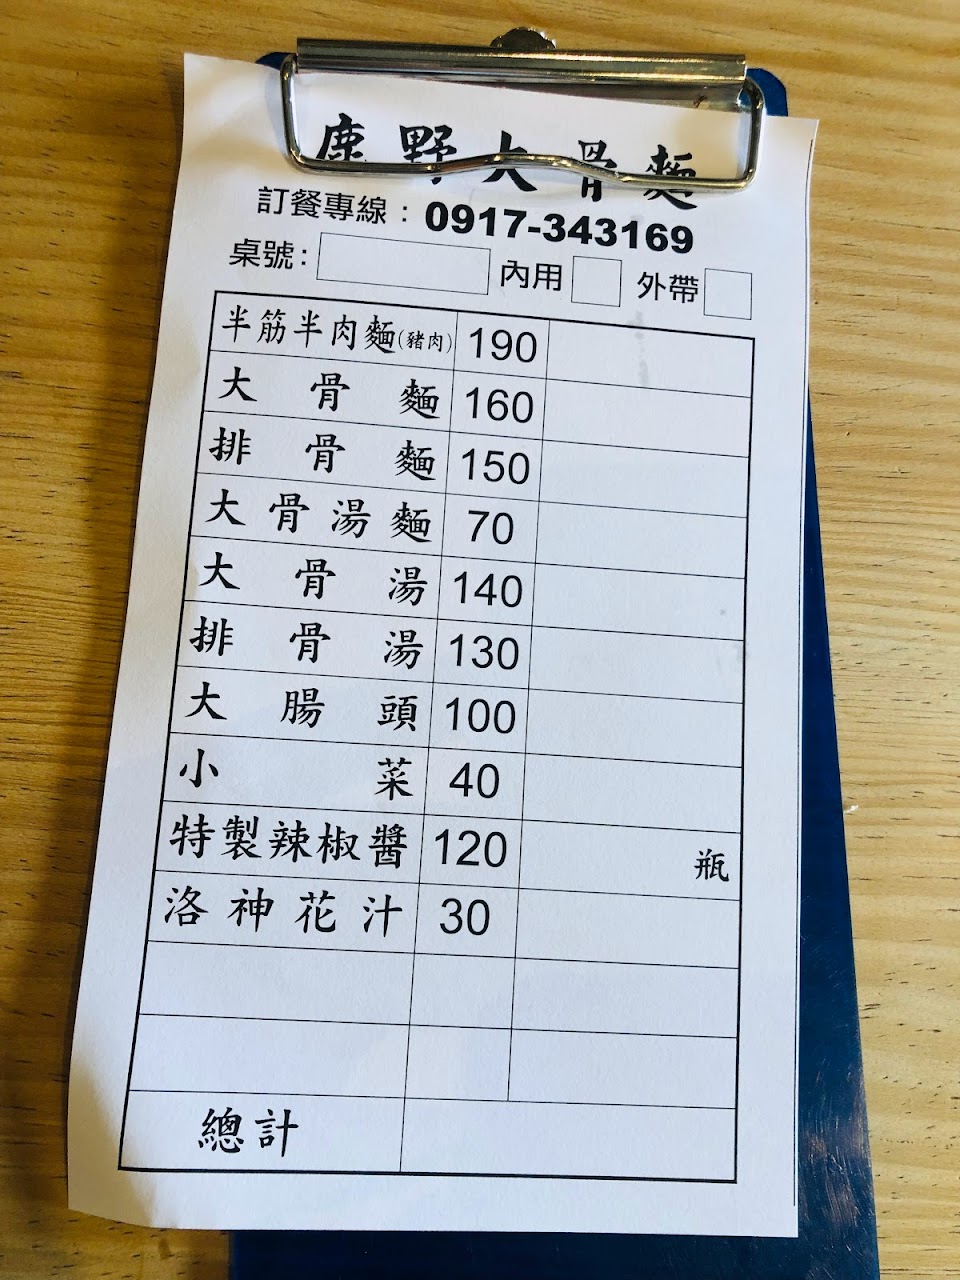 鹿野大骨麵
訂餐專線：0917-343169
桌號： 內用 外帶
半筋半肉麵(豬肉) 190
大骨麵 160
排骨麵 150
大骨湯麵 70
大骨湯 140
排骨湯 130
大腸頭 100
小菜 40
特製辣椒醬 120 瓶
洛神花汁 30
總計